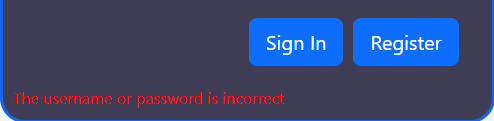 Sign In Register
The username or password is incorrect